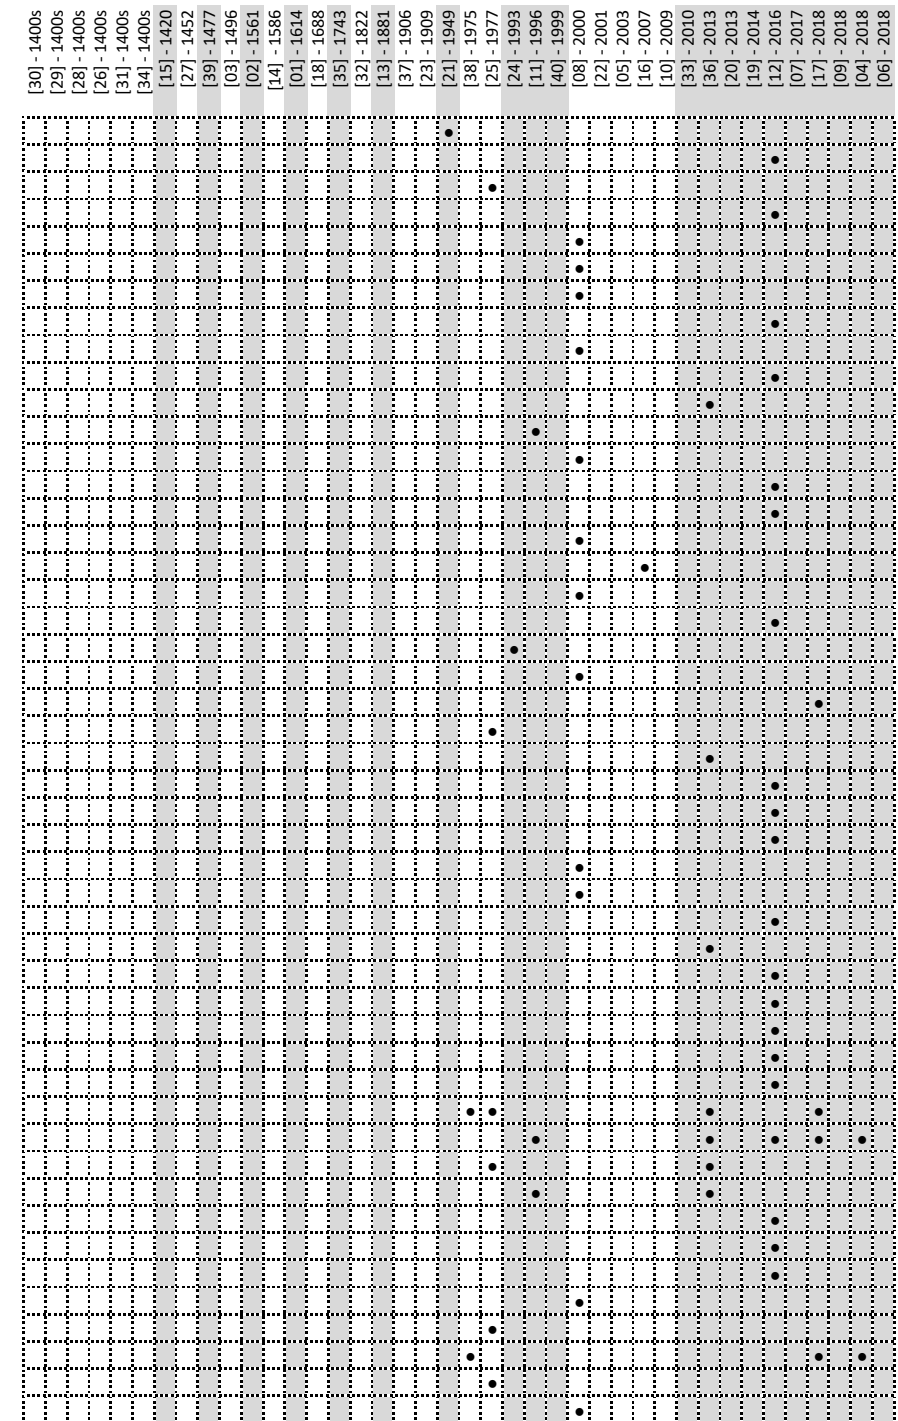 [30] - 1400s
[29] - 1400s
[28] - 1400s
[26] - 1400s
[31] - 1400s
[34] - 1400s
[15] - 1420
[27] - 1452
[39] - 1477
[03] - 1496
[02] - 1561
[14] - 1586
[01] - 1614
[18] - 1688
[35] - 1743
[32] - 1822
[13] - 1881
[37] - 1906
[23] - 1909
[21] - 1949
[38] - 1975
[25] - 1977
[24] - 1993
[11] - 1996
[40] - 1999
[08] - 2000
[22] - 2001
[05] - 2003
[16] - 2007
[10] - 2009
[33] - 2010
[36] - 2013
[20] - 2013
[19] - 2014
[12] - 2016
[07] - 2017
[17] - 2018
[09] - 2018
[04] - 2018
[06] - 2018